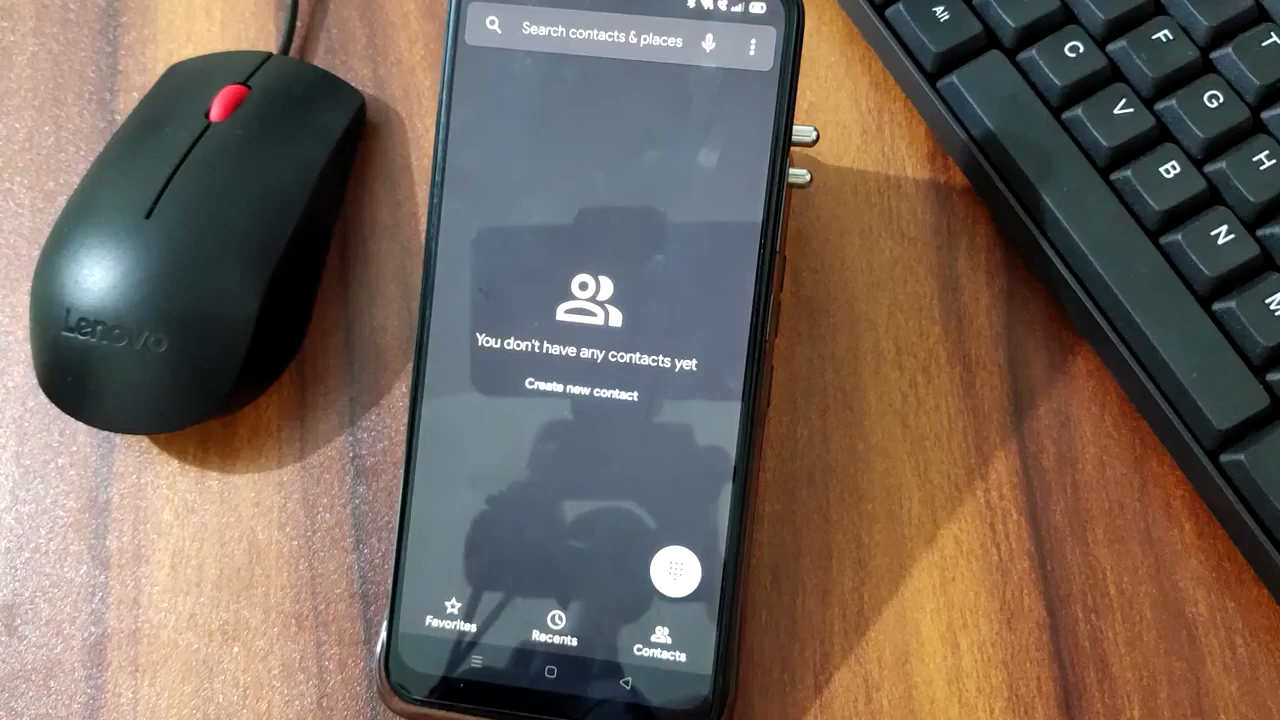 Lenovo
Search contacts & places
You don't have any contacts yet
Create new contact
Favorites
Recents
Contacts
Alt
C
F
T
V
G
B
H
N
M